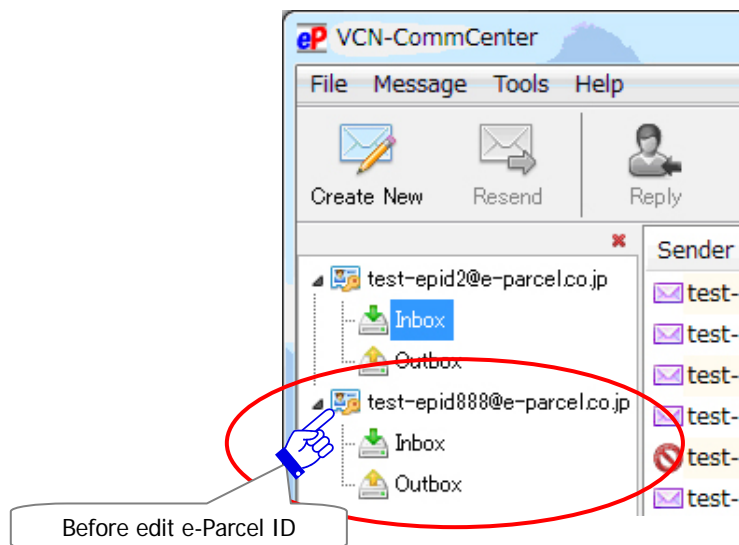 eP VCN-CommCenter
File Message Tools Help
Create New Resend Reply
Sender
test-epid2@e-parcel.co.jp
Inbox
Outbox
test-epid888@e-parcel.co.jp
Inbox
Outbox
test-
test-
test-
test-
test-
test-
Before edit e-Parcel ID